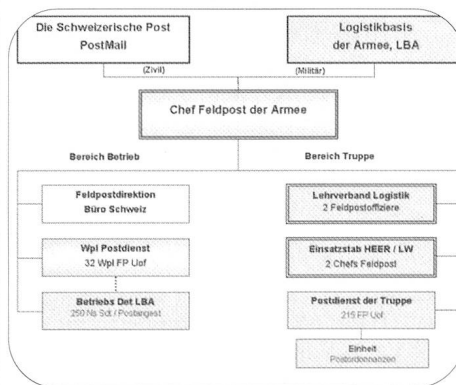 Die Schweizerische Post
PostMail
Logistikbasis
der Armee, LBA
(Zivil)
(Militär)
Chef Feldpost der Armee
Bereich Betrieb
Bereich Truppe
Feldpostdirektion
Büro Schweiz
Lehrverband Logistik
2 Feldpostoffiziere
Wpl Postdienst
32 Wpl FP Uof
Einsatzstab HEER / LW
2 Chefs Feldpost
Betriebs Det LBA
250 Ns Sdt / Postangest
Postdienst der Truppe
215 FP Uof
Einheit
Postordonnanzen